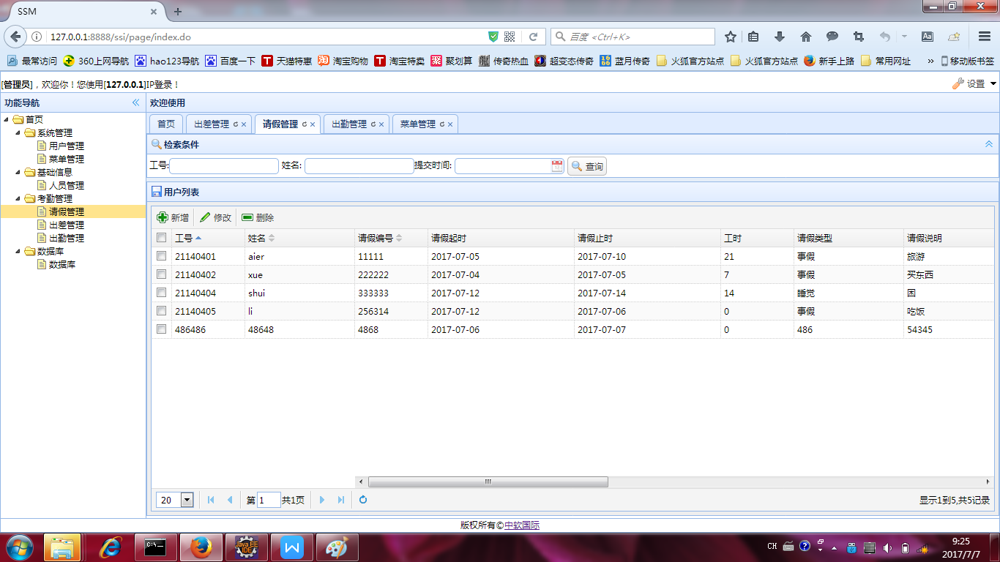 SSM
127.0.0.1:8888/ssi/page/index.do
百度 <Ctrl+K>
最常访问 360上网导航 hao123导航 百度一下 天猫特惠 淘宝购物 淘宝特卖 聚划算 传奇热血 超变态传奇 蓝月传奇 火狐官方站点 火狐官方站点 新手上路 常用网址 » 移动版书签
[管理员]，欢迎你！您使用[127.0.0.1]IP登录！ 设置
功能导航
首页
系统管理
用户管理
菜单管理
基础信息
人员管理
考勤管理
请假管理
出差管理
出勤管理
数据库
数据库
欢迎使用
首页 出差管理 请假管理 出勤管理 菜单管理
检索条件
工号: 姓名: 提交时间: 查询
用户列表
新增 修改 删除
工号 姓名 请假编号 请假起时 请假止时 工时 请假类型 请假说明
21140401 aier 11111 2017-07-05 2017-07-10 21 事假 旅游
21140402 xue 222222 2017-07-04 2017-07-05 7 事假 买东西
21140404 shui 333333 2017-07-12 2017-07-14 14 睡觉 困
21140405 li 256314 2017-07-12 2017-07-06 0 事假 吃饭
486486 48648 4868 2017-07-06 2017-07-07 0 486 54345
20 第 1 共1页 显示1到5,共5记录
版权所有©中软国际
C:\_ Java EE IDE W CH 9:25
2017/7/7